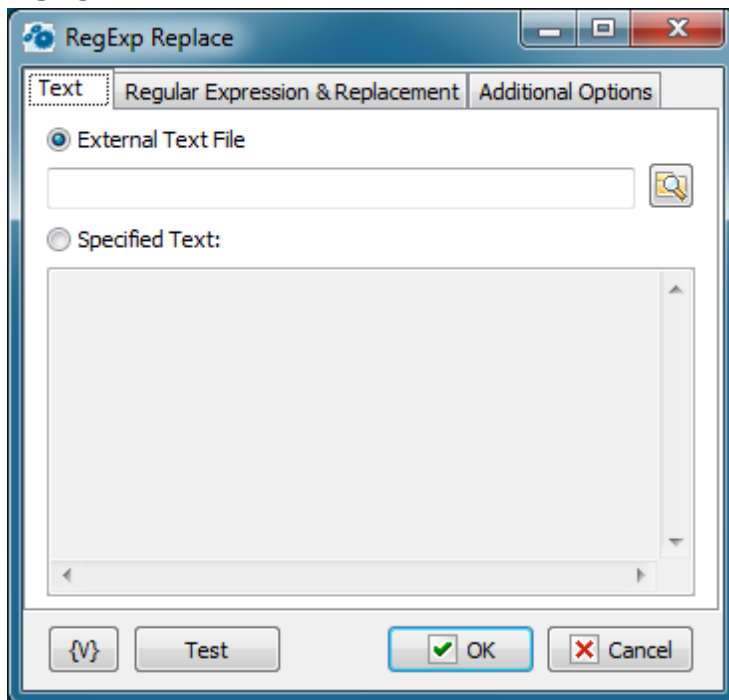 RegExp Replace
Text Regular Expression & Replacement Additional Options
External Text File
Specified Text:
{V} Test OK Cancel